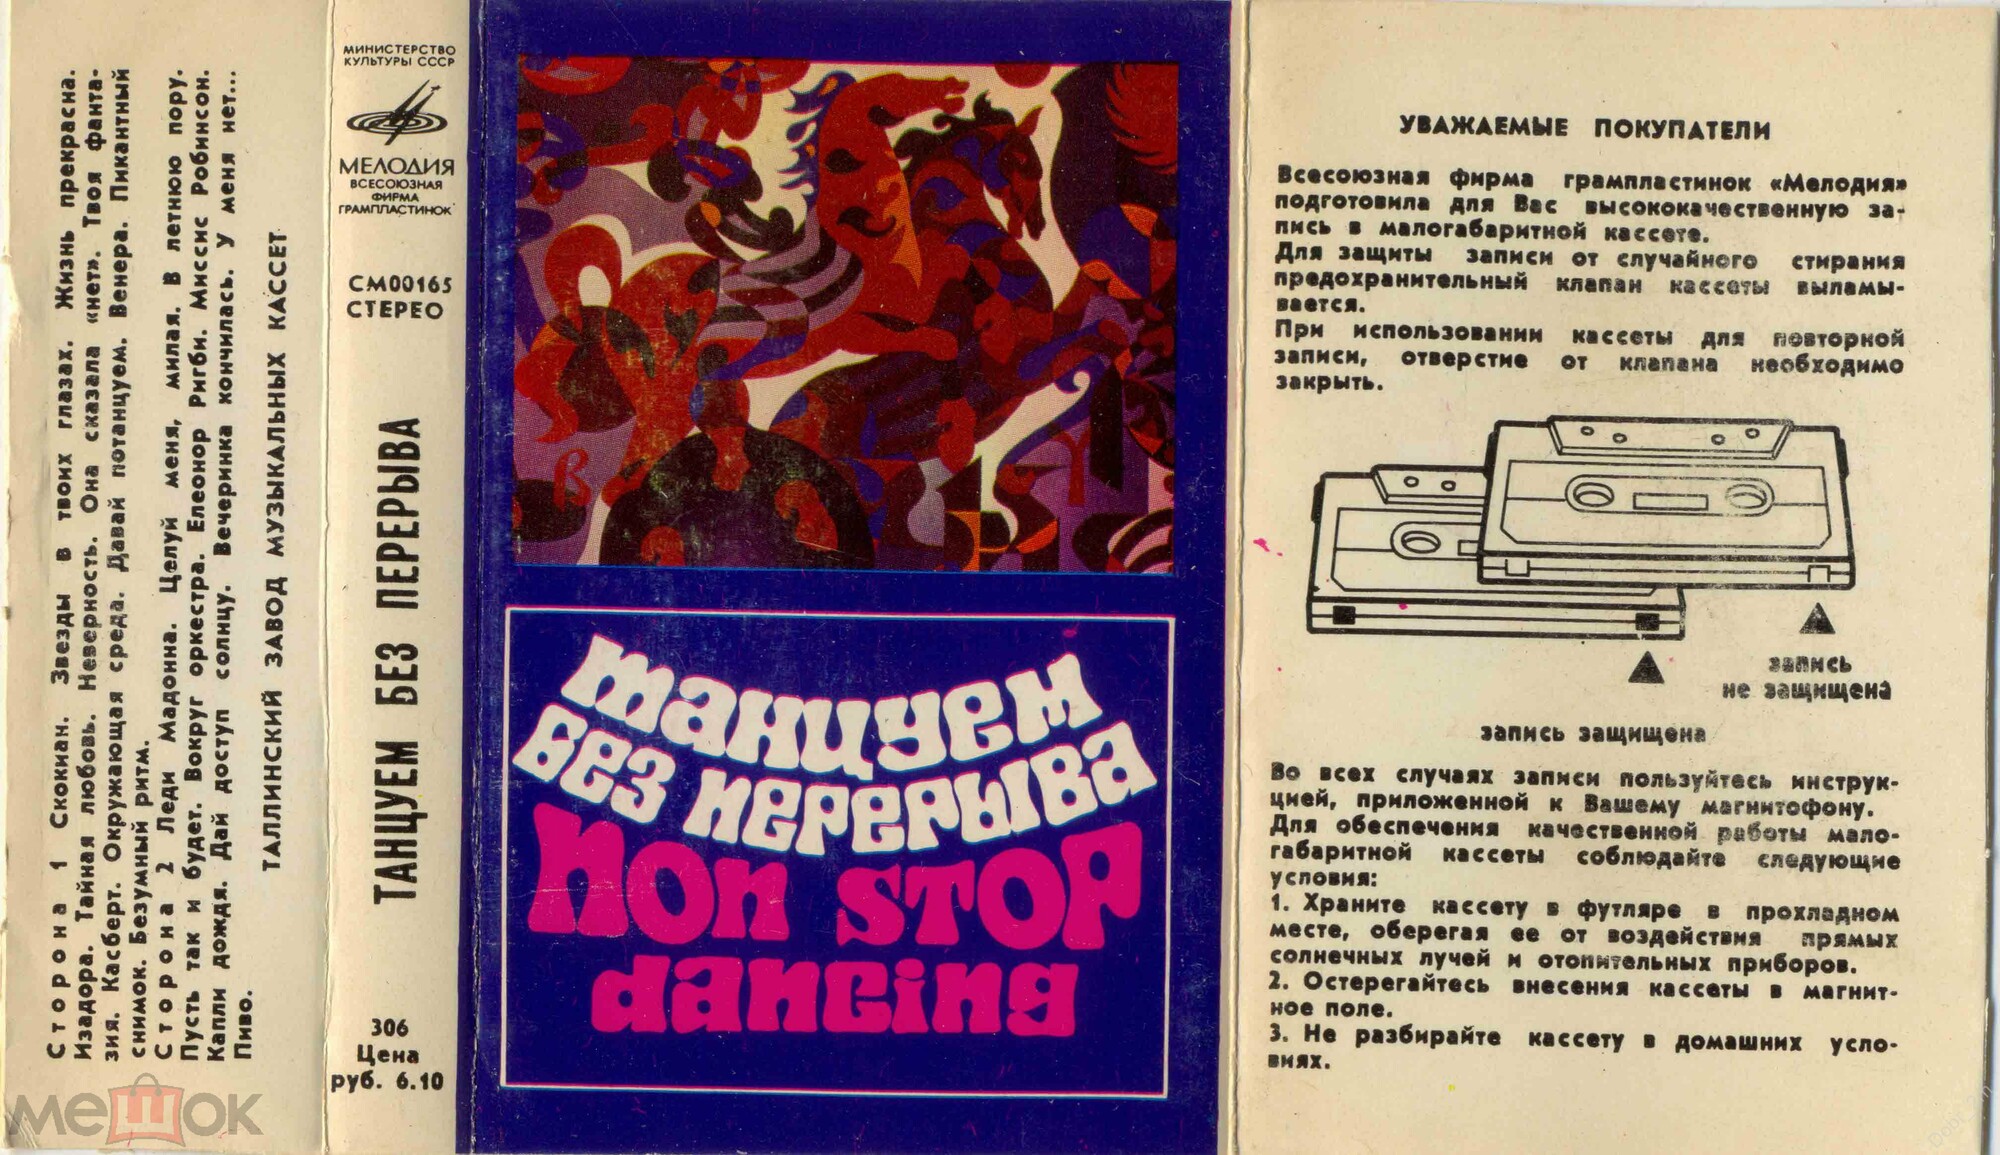 Сторона 1 Скокиан. Звезды в твоих глазах. Жизнь прекрасна.
Изадора. Тайная любовь. Неверность. Она сказала «нет». Твоя фанта-
зия. Касберт. Окружающая среда. Давай потанцуем. Венера. Пикантный
снимок. Безумный ритм.
Сторона 2 Леди Мадонна. Целуй меня, милая. В летнюю пору.
Пусть так и будет. Вокруг оркестра. Елеонор Ригби. Миссис Робинсон.
Капли дождя. Дай доступ солнцу. Вечеринка кончилась. У меня нет...
Пиво.
ТАЛЛИНСКИЙ ЗАВОД МУЗЫКАЛЬНЫХ КАССЕТ
мешок
МИНИСТЕРСТВО
КУЛЬТУРЫ СССР
МЕЛОДИЯ
ВСЕСОЮЗНАЯ
ФИРМА
ГРАМПЛАСТИНОК
СМ00165
СТЕРЕО
ТАНЦУЕМ БЕЗ ПЕРЕРЫВА
306
Цена
руб. 6.10
танцуем
без перерыва
non STOP
dancing
УВАЖАЕМЫЕ ПОКУПАТЕЛИ
Всесоюзная фирма грампластинок «Мелодия»
подготовила для Вас высококачественную за-
пись в малогабаритной кассете.
Для защиты записи от случайного стирания
предохранительный клапан кассеты выламы-
вается.
При использовании кассеты для повторной
записи, отверстие от клапана необходимо
закрыть.
запись
не защищена
запись защищена
Во всех случаях записи пользуйтесь инструк-
цией, приложенной к Вашему магнитофону.
Для обеспечения качественной работы мало-
габаритной кассеты соблюдайте следующие
условия:
1. Храните кассету в футляре в прохладном
месте, оберегая ее от воздействия прямых
солнечных лучей и отопительных приборов.
2. Остерегайтесь внесения кассеты в магнит-
ное поле.
3. Не разбирайте кассету в домашних усло-
виях.